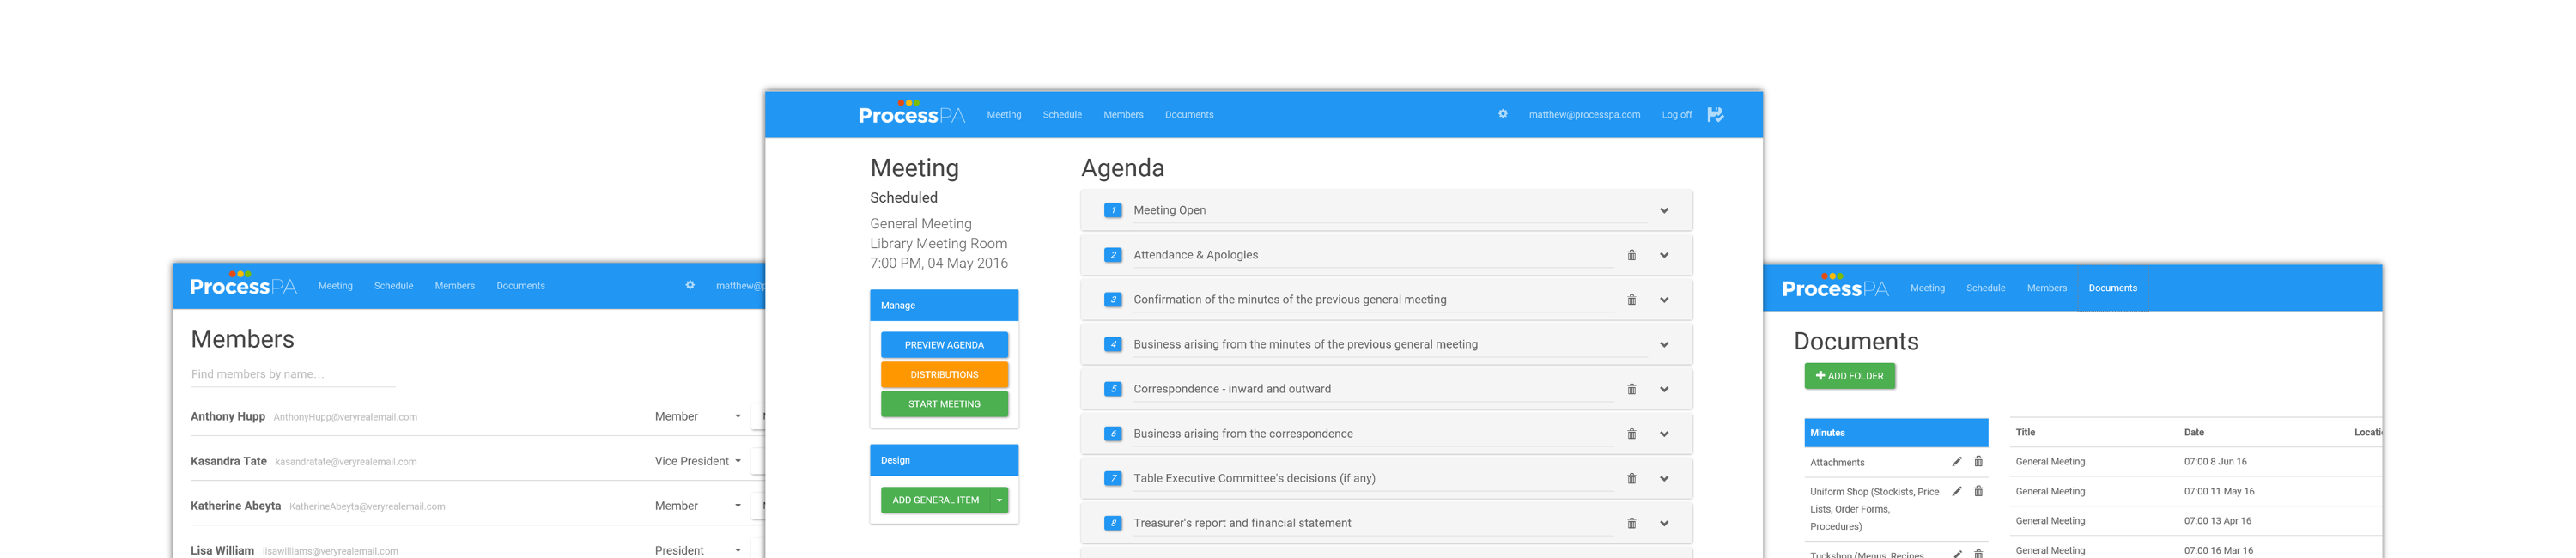 ProcessPA Meeting Schedule Members Documents matthew@p
Members
Find members by name...
Anthony Hupp AnthonyHupp@veryrealemail.com Member
Kasandra Tate kasandratate@veryrealemail.com Vice President
Katherine Abeyta KatherineAbeyta@veryrealemail.com Member
Lisa William lisawilliams@veryrealemail.com President
ProcessPA Meeting Schedule Members Documents matthew@processpa.com Log off
Meeting
Scheduled
General Meeting
Library Meeting Room
7:00 PM, 04 May 2016
Manage
PREVIEW AGENDA
DISTRIBUTIONS
START MEETING
Design
ADD GENERAL ITEM
Agenda
1 Meeting Open
2 Attendance & Apologies
3 Confirmation of the minutes of the previous general meeting
4 Business arising from the minutes of the previous general meeting
5 Correspondence - inward and outward
6 Business arising from the correspondence
7 Table Executive Committee's decisions (if any)
8 Treasurer's report and financial statement
ProcessPA Meeting Schedule Members Documents
Documents
+ ADD FOLDER
Minutes
Attachments
Uniform Shop (Stockists, Price
Lists, Order Forms,
Procedures)
Tuckshop (Menus, Recipes
Title Date Locati
General Meeting 07:00 8 Jun 16
General Meeting 07:00 11 May 16
General Meeting 07:00 13 Apr 16
General Meeting 07:00 16 Mar 16